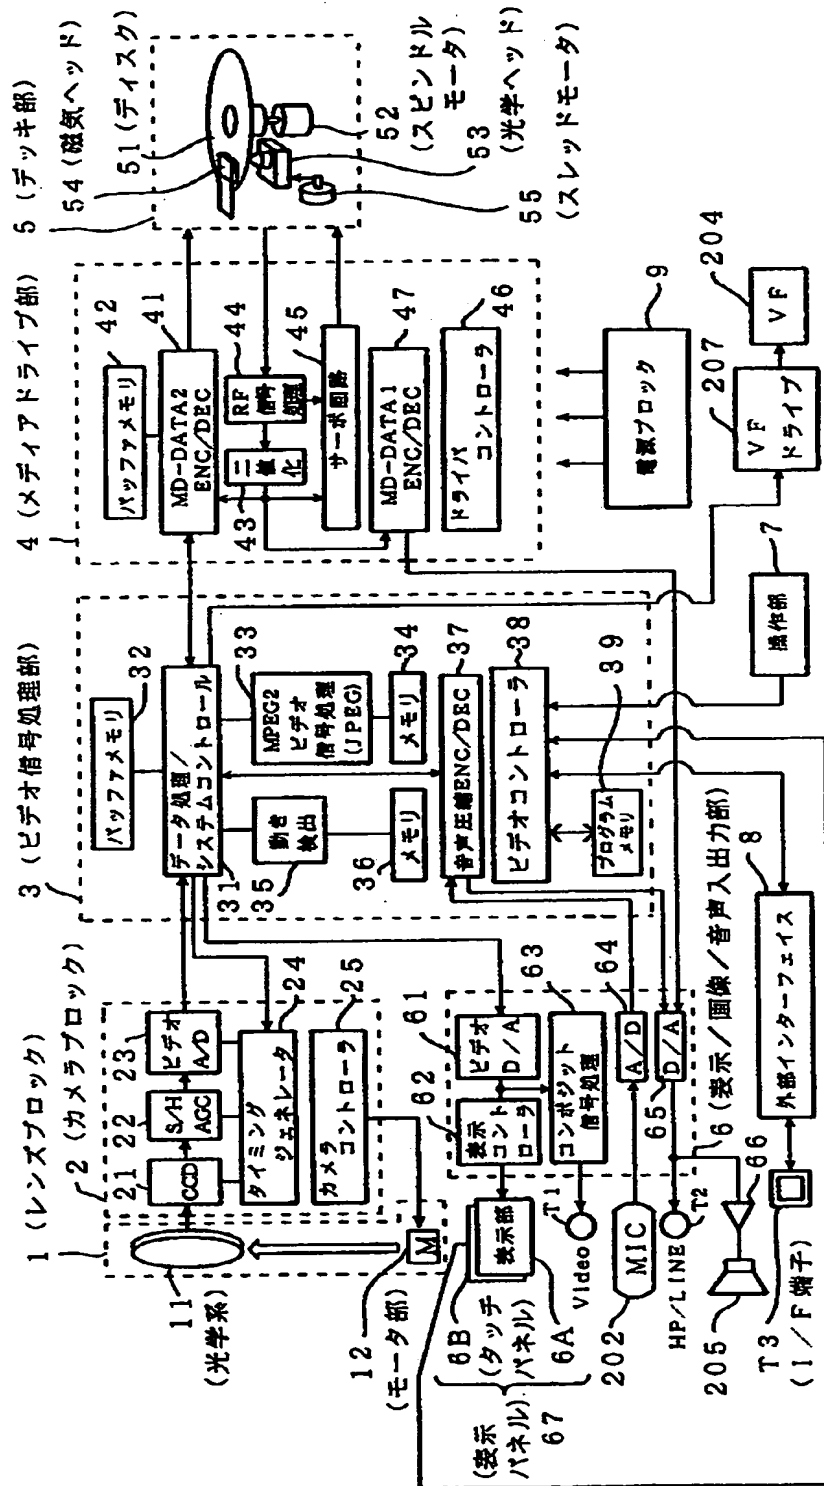 1 (レンズブロック)
2 (カメラブロック)
11
(光学系)
21
CCD
22
S/H
AGC
23
ビデオ
A/D
24
タイミング
ジェネレータ
25
カメラ
コントローラ
12
(モータ部)
M
3 (ビデオ信号処理部)
32
バッファメモリ
データ処理/
システムコントロール
31
33
MPEG2
ビデオ
信号処理
(JPEG)
34
メモリ
35
動き
検出
36
メモリ
37
音声圧縮ENC/DEC
38
ビデオコントローラ
39
プログラム
メモリ
4 (メディアドライブ部)
42
バッファメモリ
41
MD-DATA2
ENC/DEC
44
RF
信号
処理
43
二
値
化
45
サーボ回路
47
MD-DATA1
ENC/DEC
46
ドライバ
コントローラ
5 (デッキ部)
54 (磁気ヘッド)
51 (ディスク)
52
(スピンドル
モータ)
53
(光学ヘッド)
55
(スレッドモータ)
61
ビデオ
D/A
62
表示
コント
ローラ
63
コンポジット
信号処理
64
A/D
D/A
65
6 (表示/画像/音声入出力部)
表示部
6B
(タッチ
パネル)
6A
(表示
パネル)
67
T1
Video
MIC
202
T2
HP/LINE
66
205
8
外部インターフェイス
T3
(I/F端子)
7
操作部
9
電源ブロック
207
VF
ドライブ
204
VF